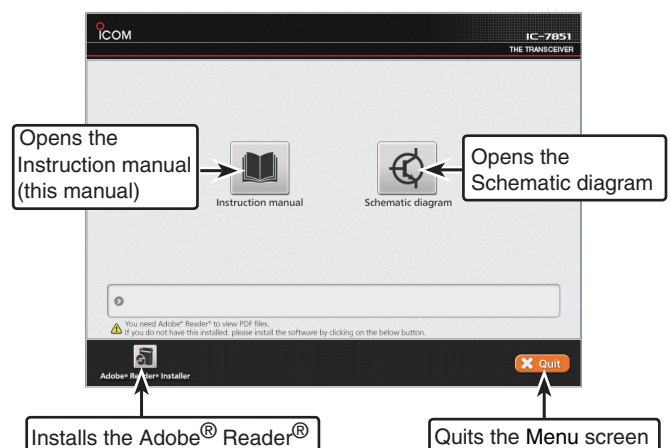 ICOM
IC-7851
THE TRANSCEIVER
Opens the
Instruction manual
(this manual)
Opens the
Schematic diagram
Instruction manual
Schematic diagram
You need Adobe® Reader® to view PDF files.
If you do not have this installed, please install the software by clicking on the below button.
Adobe® Reader® Installer
Quit
Installs the Adobe® Reader®
Quits the Menu screen